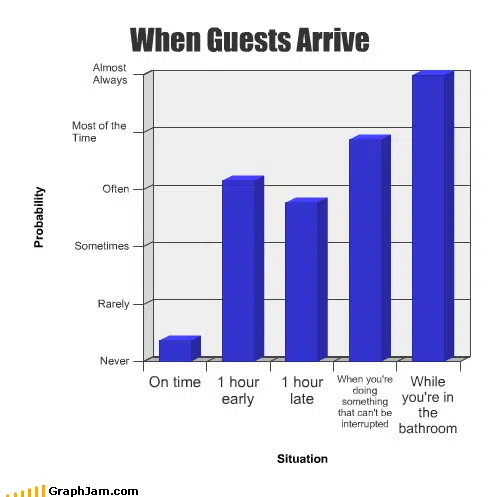 When Guests Arrive
Almost
Always
Most of the
Time
Often
Sometimes
Rarely
Never
Probability
On time
1 hour
early
1 hour
late
When you're
doing
something
that can't be
interrupted
While
you're in
the
bathroom
Situation
GraphJam.com